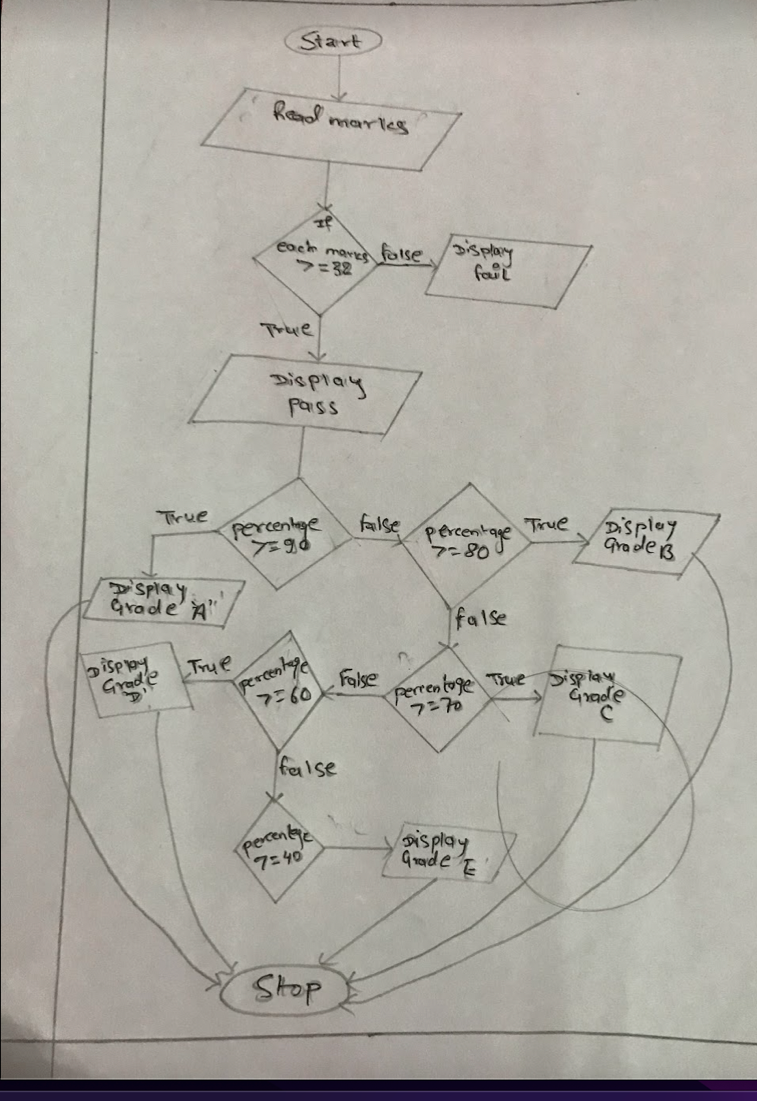 Start
Read marks
If
each marks
>=32
false
Display
fail
True
Display
Pass
True
percentage
>=90
false
percentage
>=80
True
Display
Grade B
Display
Grade "A"
false
Display
Grade
D'
True
percentage
>=60
False
percentage
>=70
True
Display
Grade
C
false
percentage
>=40
Display
Grade E
Stop